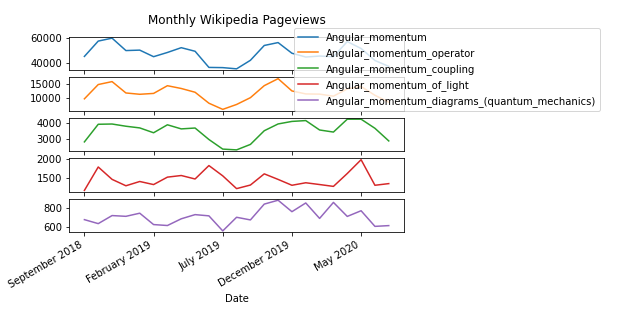 Monthly Wikipedia Pageviews
Angular_momentum
Angular_momentum_operator
Angular_momentum_coupling
Angular_momentum_of_light
Angular_momentum_diagrams_(quantum_mechanics)
60000
40000
15000
10000
4000
3000
2000
1500
800
600
September 2018
February 2019
July 2019
December 2019
May 2020
Date